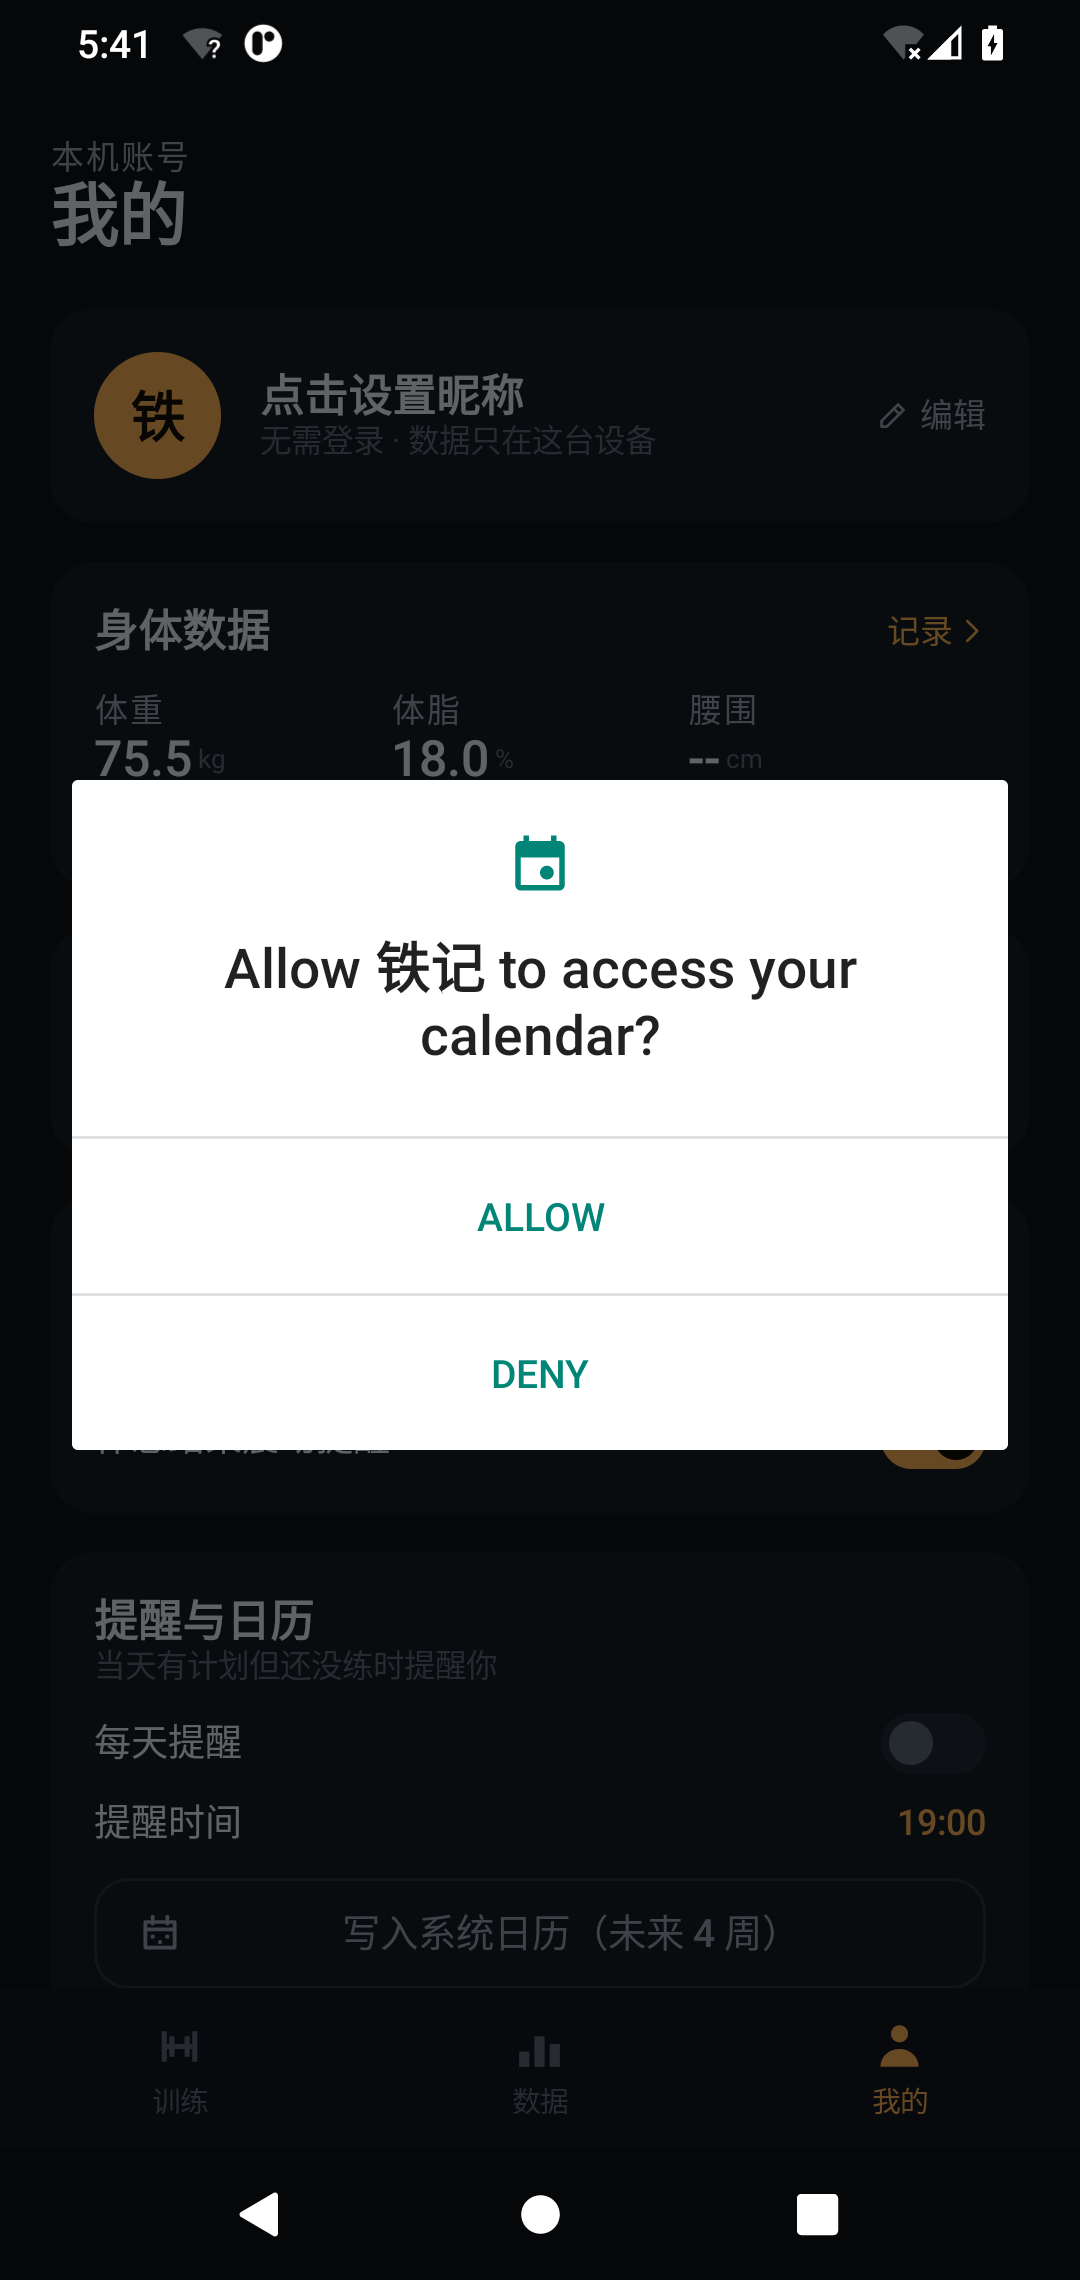 5:41
本机账号
我的
铁
点击设置昵称
无需登录 · 数据只在这台设备
编辑
身体数据
记录
体重
体脂
腰围
75.5 kg
18.0 %
-- cm
Allow 铁记 to access your
calendar?
ALLOW
DENY
提醒与日历
当天有计划但还没练时提醒你
每天提醒
提醒时间
19:00
写入系统日历（未来 4 周）
训练
数据
我的